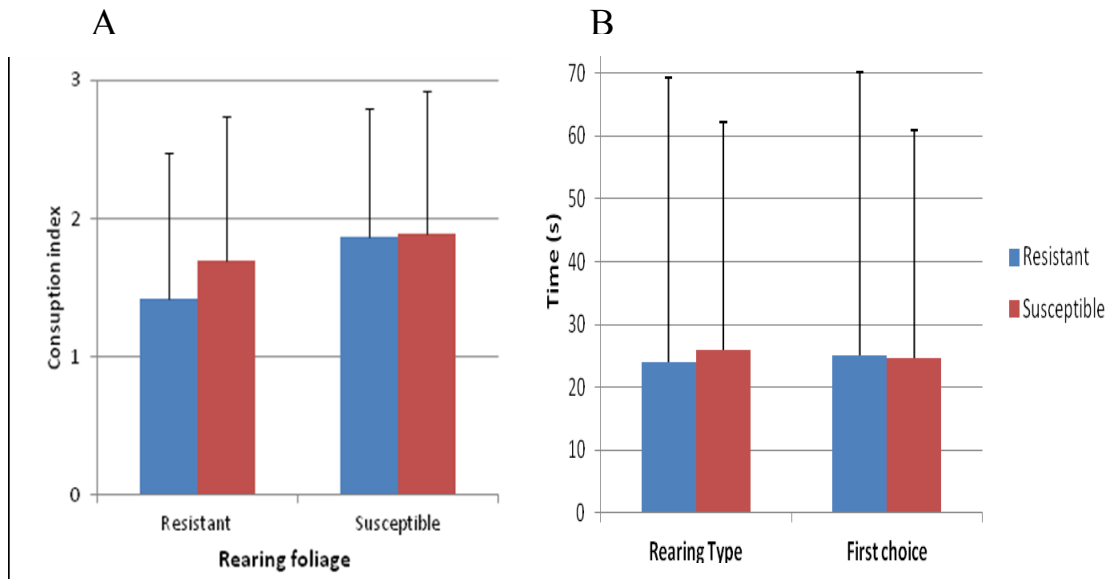 A
3
2
1
0
Consuption index
Resistant
Susceptible
Rearing foliage
B
70
60
50
40
30
20
10
0
Time (s)
Rearing Type
First choice
Resistant
Susceptible